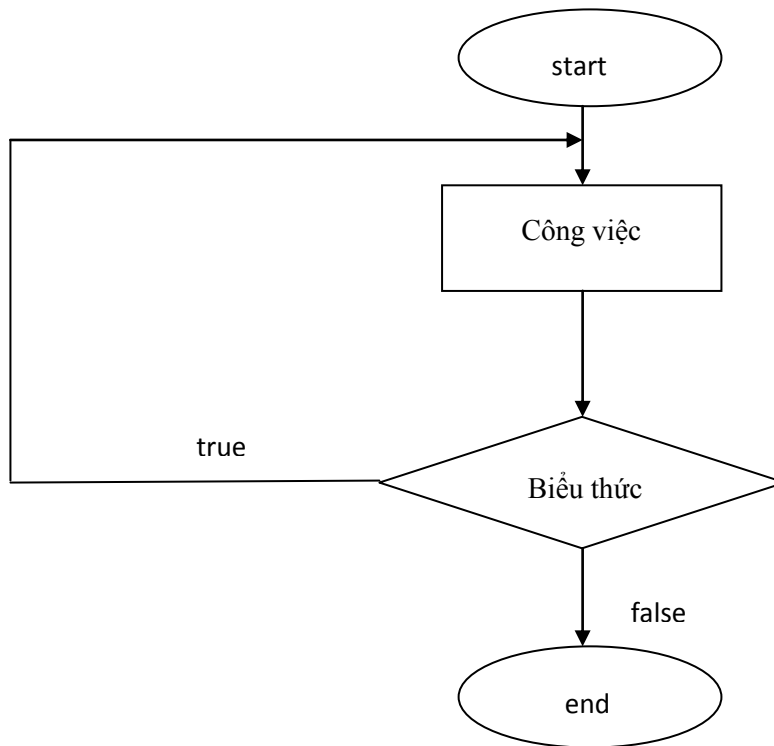 start
Công việc
true
Biểu thức
false
end